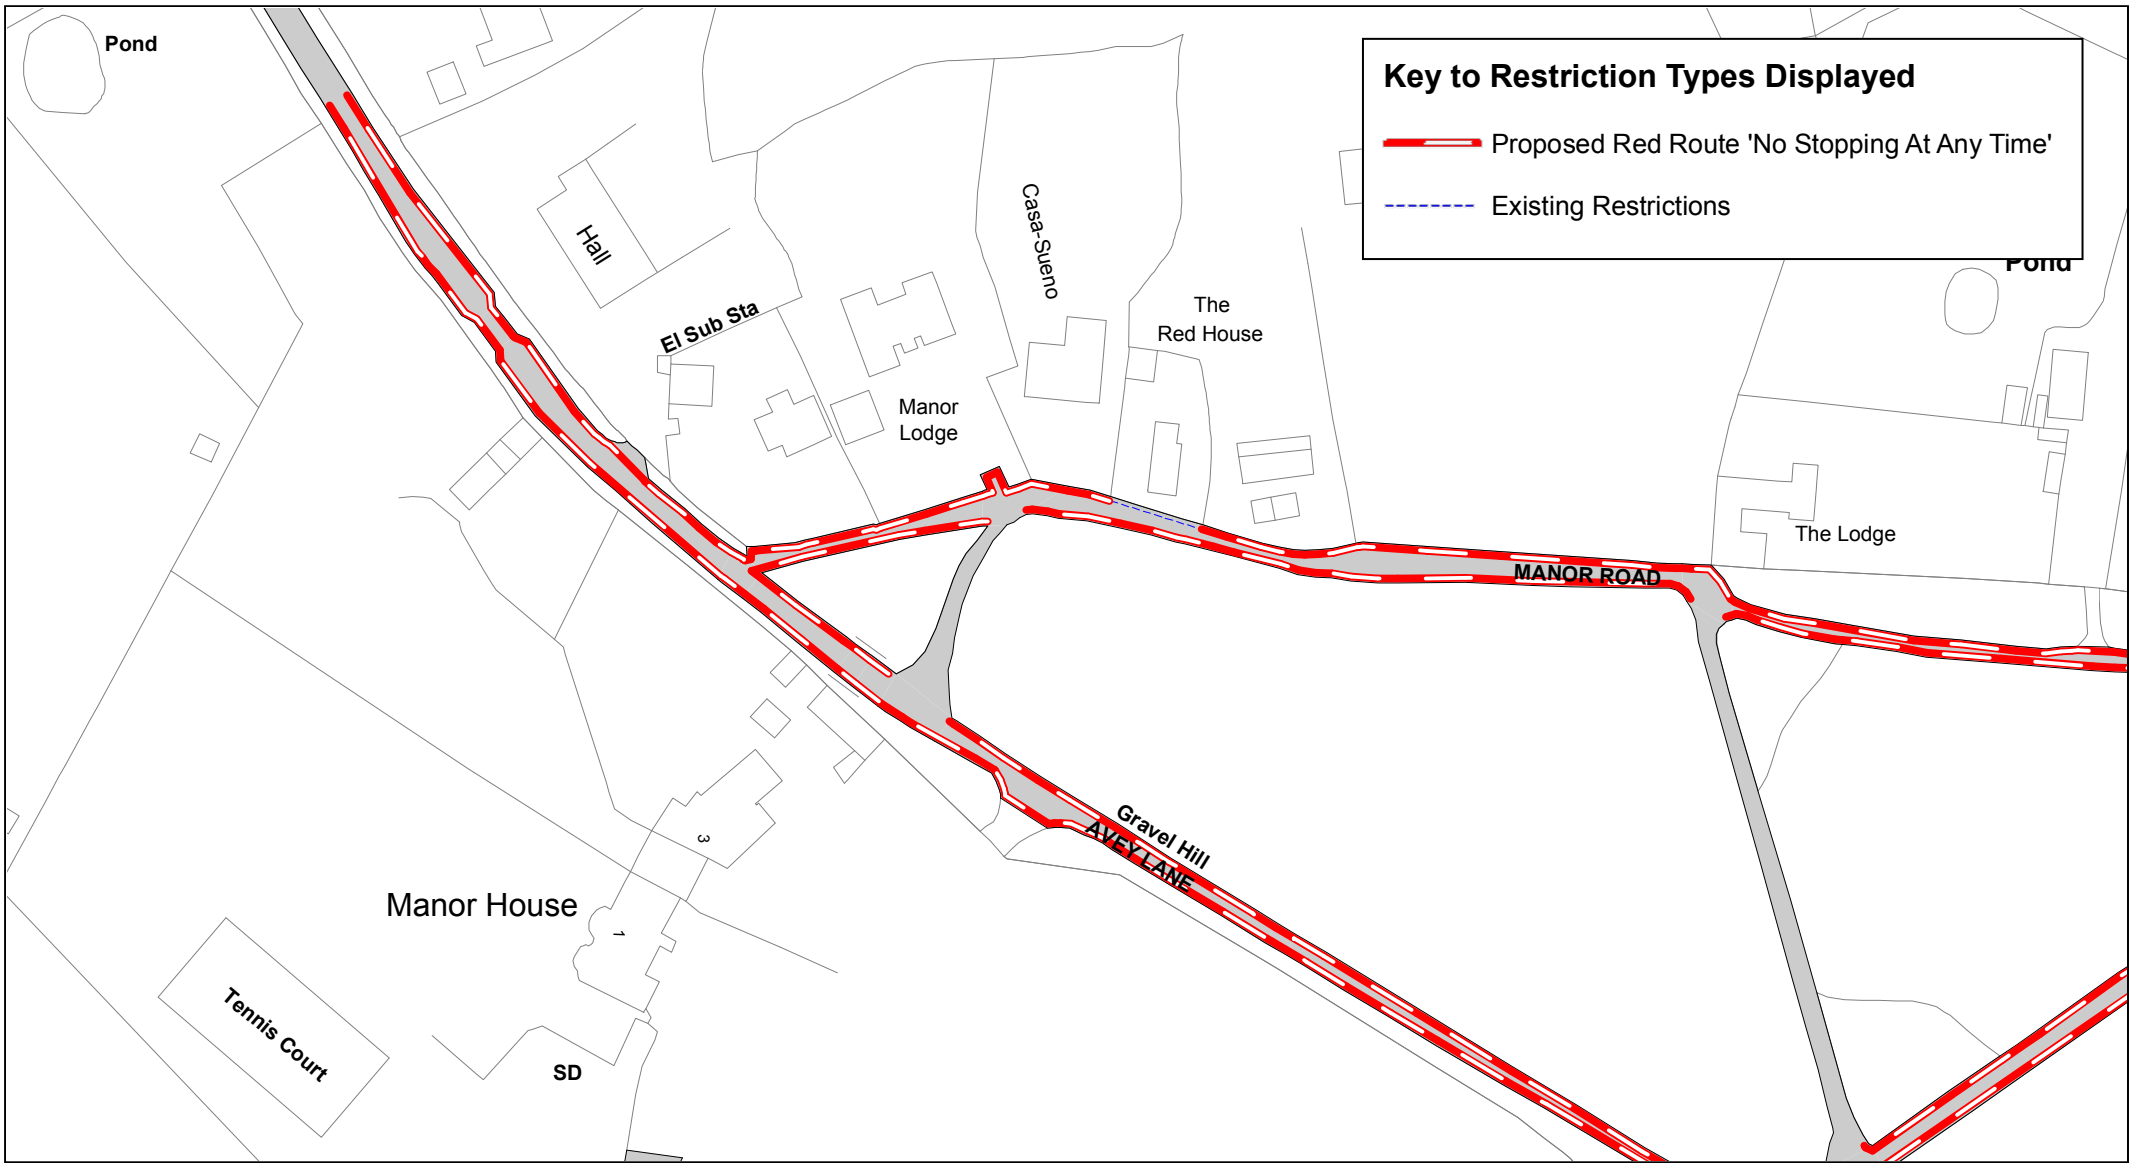 Pond
Key to Restriction Types Displayed
Proposed Red Route 'No Stopping At Any Time'
Existing Restrictions
Pond
Hall
Casa-Sueno
El Sub Sta
The
Red House
Manor
Lodge
The Lodge
MANOR ROAD
Gravel Hill
AVEY LANE
3
Manor House
1
Tennis Court
SD